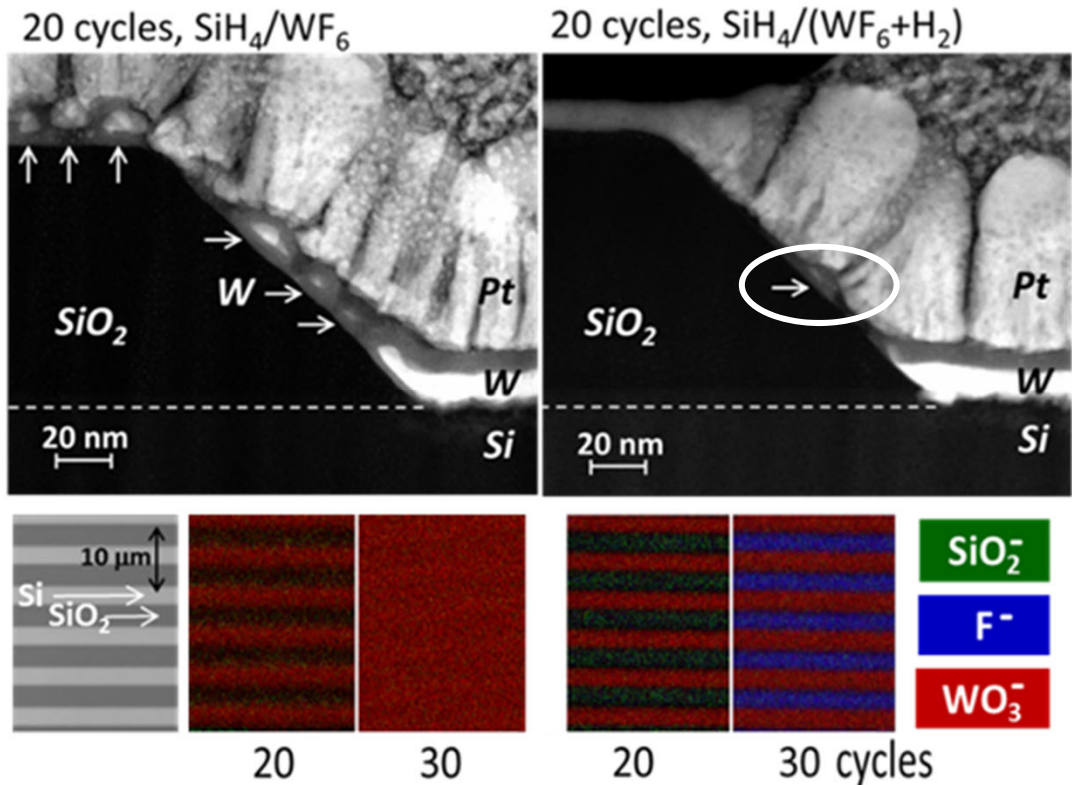 20 cycles, SiH₄/WF₆
20 cycles, SiH₄/(WF₆+H₂)
SiO₂
W
Pt
W
Si
20 nm
SiO₂
Pt
W
Si
20 nm
10 μm
Si
SiO₂
20
30
20
30 cycles
SiO₂⁻
F⁻
WO₃⁻